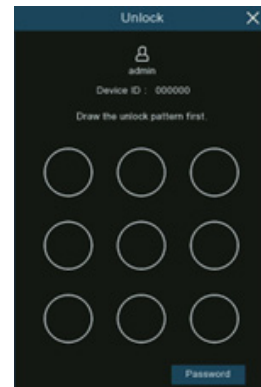 Unlock
admin
Device ID : 000000
Draw the unlock pattern first.
Password